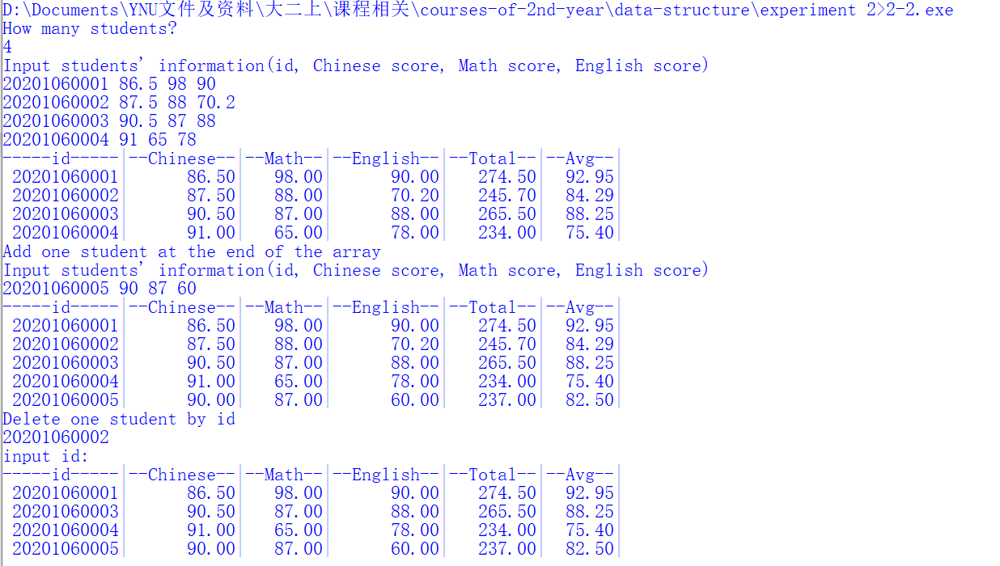 D:\Documents\YNU文件及资料\大二上\课程相关\courses-of-2nd-year\data-structure\experiment 2>2-2.exe
How many students?
4
Input students' information(id, Chinese score, Math score, English score)
20201060001 86.5 98 90
20201060002 87.5 88 70.2
20201060003 90.5 87 88
20201060004 91 65 78
-----id-----|--Chinese--|--Math--|--English--|--Total--|--Avg--|
 20201060001|      86.50|   98.00|      90.00|   274.50|  92.95|
 20201060002|      87.50|   88.00|      70.20|   245.70|  84.29|
 20201060003|      90.50|   87.00|      88.00|   265.50|  88.25|
 20201060004|      91.00|   65.00|      78.00|   234.00|  75.40|
Add one student at the end of the array
Input students' information(id, Chinese score, Math score, English score)
20201060005 90 87 60
-----id-----|--Chinese--|--Math--|--English--|--Total--|--Avg--|
 20201060001|      86.50|   98.00|      90.00|   274.50|  92.95|
 20201060002|      87.50|   88.00|      70.20|   245.70|  84.29|
 20201060003|      90.50|   87.00|      88.00|   265.50|  88.25|
 20201060004|      91.00|   65.00|      78.00|   234.00|  75.40|
 20201060005|      90.00|   87.00|      60.00|   237.00|  82.50|
Delete one student by id
20201060002
input id:
-----id-----|--Chinese--|--Math--|--English--|--Total--|--Avg--|
 20201060001|      86.50|   98.00|      90.00|   274.50|  92.95|
 20201060003|      90.50|   87.00|      88.00|   265.50|  88.25|
 20201060004|      91.00|   65.00|      78.00|   234.00|  75.40|
 20201060005|      90.00|   87.00|      60.00|   237.00|  82.50|